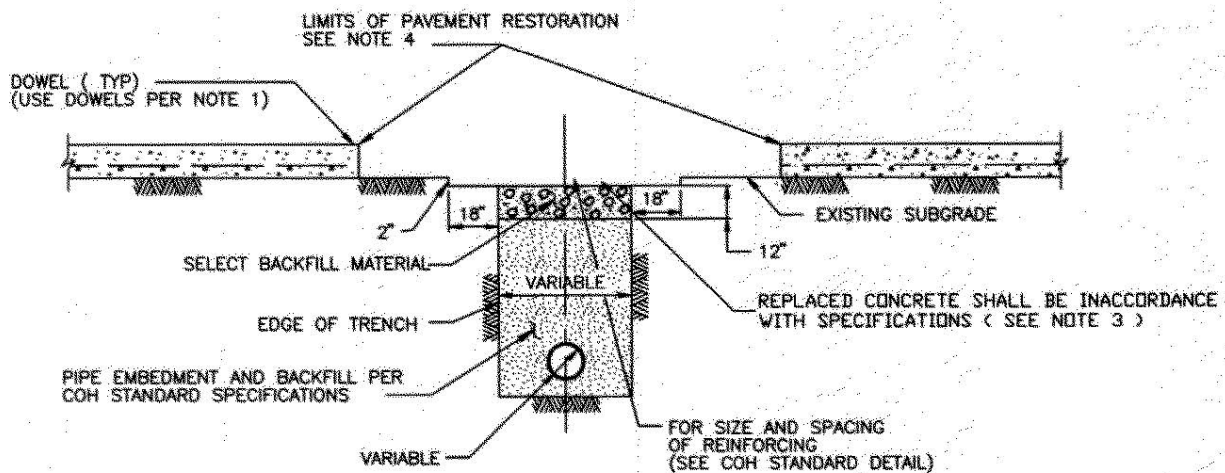 LIMITS OF PAVEMENT RESTORATION
SEE NOTE 4
DOWEL ( TYP)
(USE DOWELS PER NOTE 1)
18"
18"
2"
EXISTING SUBGRADE
12"
SELECT BACKFILL MATERIAL
VARIABLE
EDGE OF TRENCH
REPLACED CONCRETE SHALL BE INACCORDANCE
WITH SPECIFICATIONS ( SEE NOTE 3 )
PIPE EMBEDMENT AND BACKFILL PER
COH STANDARD SPECIFICATIONS
VARIABLE
FOR SIZE AND SPACING
OF REINFORCING
(SEE COH STANDARD DETAIL)